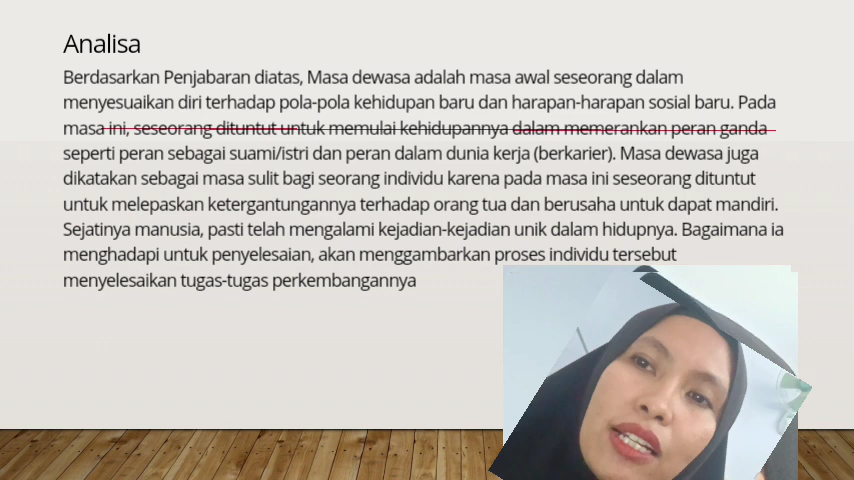 Analisa
Berdasarkan Penjabaran diatas, Masa dewasa adalah masa awal seseorang dalam
menyesuaikan diri terhadap pola-pola kehidupan baru dan harapan-harapan sosial baru. Pada
masa ini, seseorang dituntut untuk memulai kehidupannya dalam memerankan peran ganda
seperti peran sebagai suami/istri dan peran dalam dunia kerja (berkarier). Masa dewasa juga
dikatakan sebagai masa sulit bagi seorang individu karena pada masa ini seseorang dituntut
untuk melepaskan ketergantungannya terhadap orang tua dan berusaha untuk dapat mandiri.
Sejatinya manusia, pasti telah mengalami kejadian-kejadian unik dalam hidupnya. Bagaimana ia
menghadapi untuk penyelesaian, akan menggambarkan proses individu tersebut
menyelesaikan tugas-tugas perkembangannya